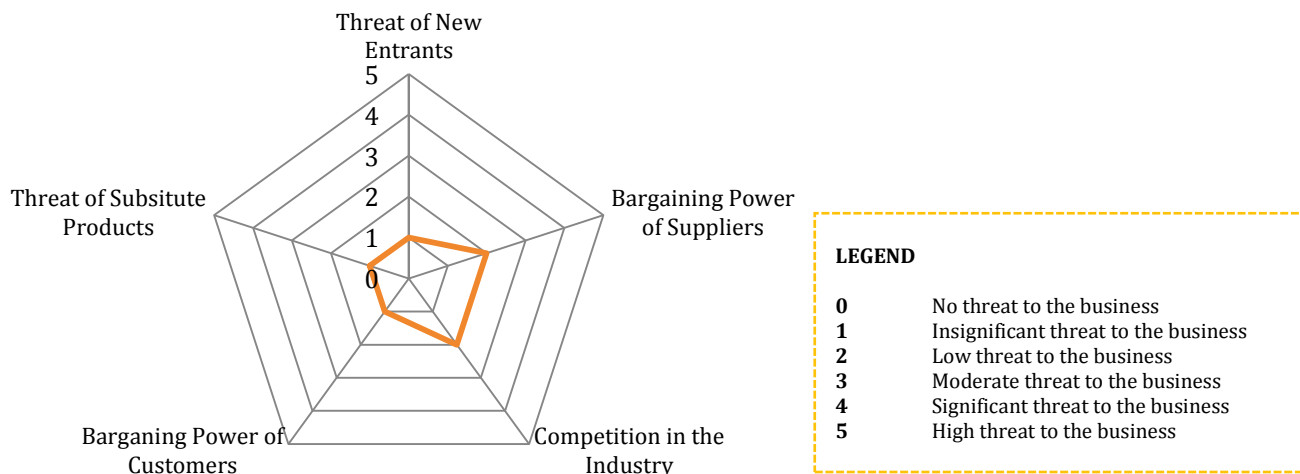 Threat of New
Entrants
5
4
3
2
1
0
Threat of Subsitute
Products
Bargaining Power
of Suppliers
Barganing Power of
Customers
Competition in the
Industry
LEGEND
0 No threat to the business
1 Insignificant threat to the business
2 Low threat to the business
3 Moderate threat to the business
4 Significant threat to the business
5 High threat to the business